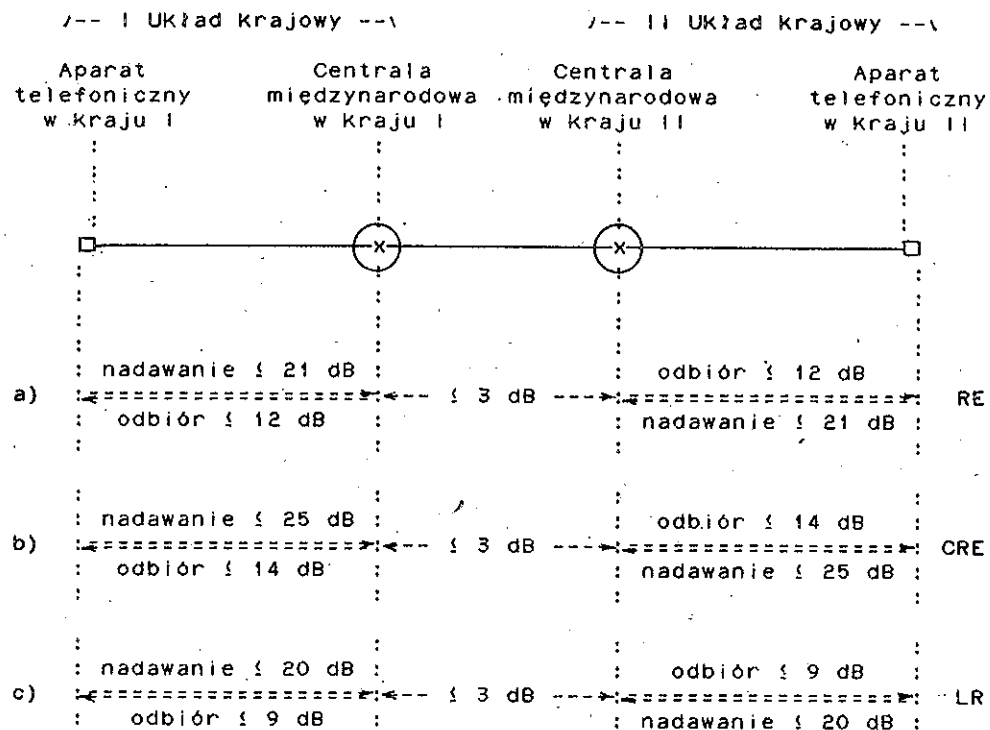 /-- I Układ Krajowy --\ /-- II Układ Krajowy --\
Aparat Centrala Centrala Aparat
telefoniczny międzynarodowa międzynarodowa telefoniczny
w Kraju I w Kraju I w Kraju II w Kraju II
nadawanie ≤ 21 dB odbiór ≤ 12 dB
a) ≤ 3 dB RE
odbiór ≤ 12 dB nadawanie ≤ 21 dB
nadawanie ≤ 25 dB odbiór ≤ 14 dB
b) ≤ 3 dB CRE
odbiór ≤ 14 dB nadawanie ≤ 25 dB
nadawanie ≤ 20 dB odbiór ≤ 9 dB
c) ≤ 3 dB LR
odbiór ≤ 9 dB nadawanie ≤ 20 dB